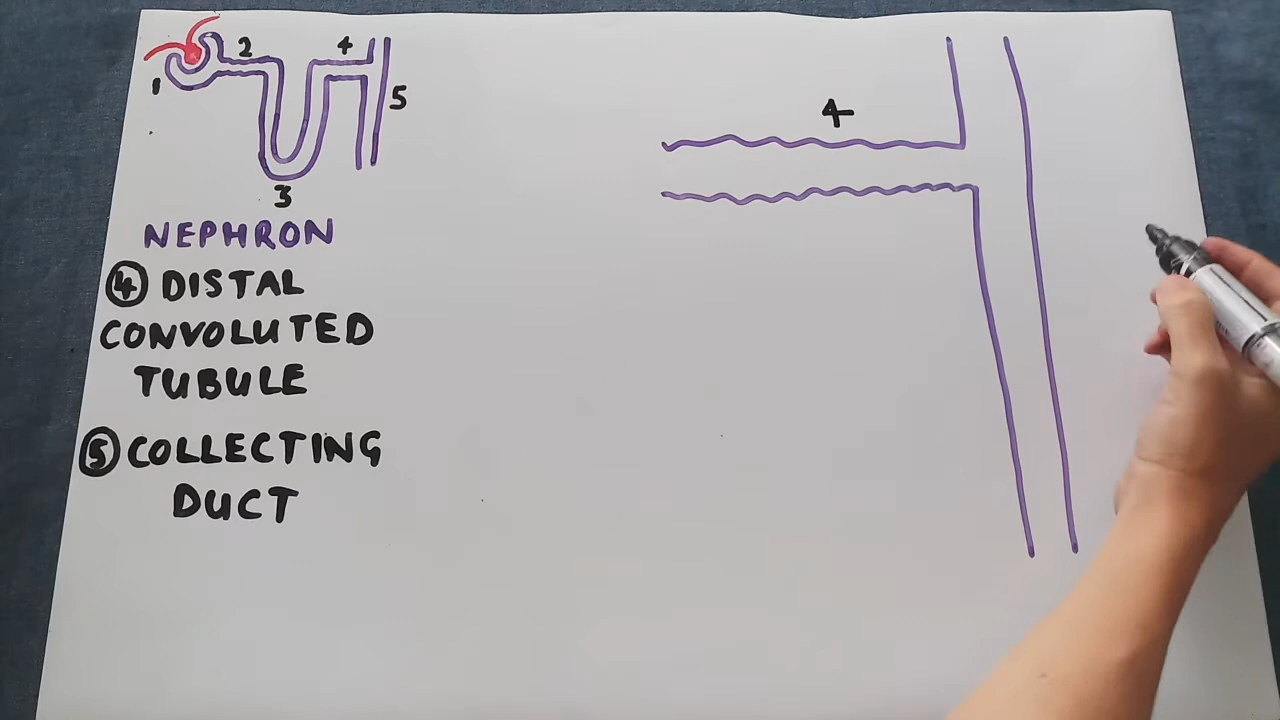 2
4
1
5
3
NEPHRON
④ DISTAL
CONVOLUTED
TUBULE
⑤ COLLECTING
DUCT
4